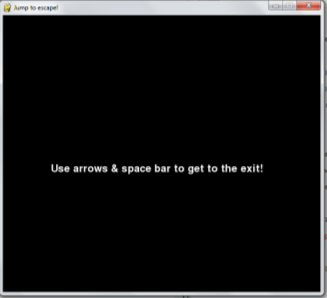 Jump to escape!
Use arrows & space bar to get to the exit!